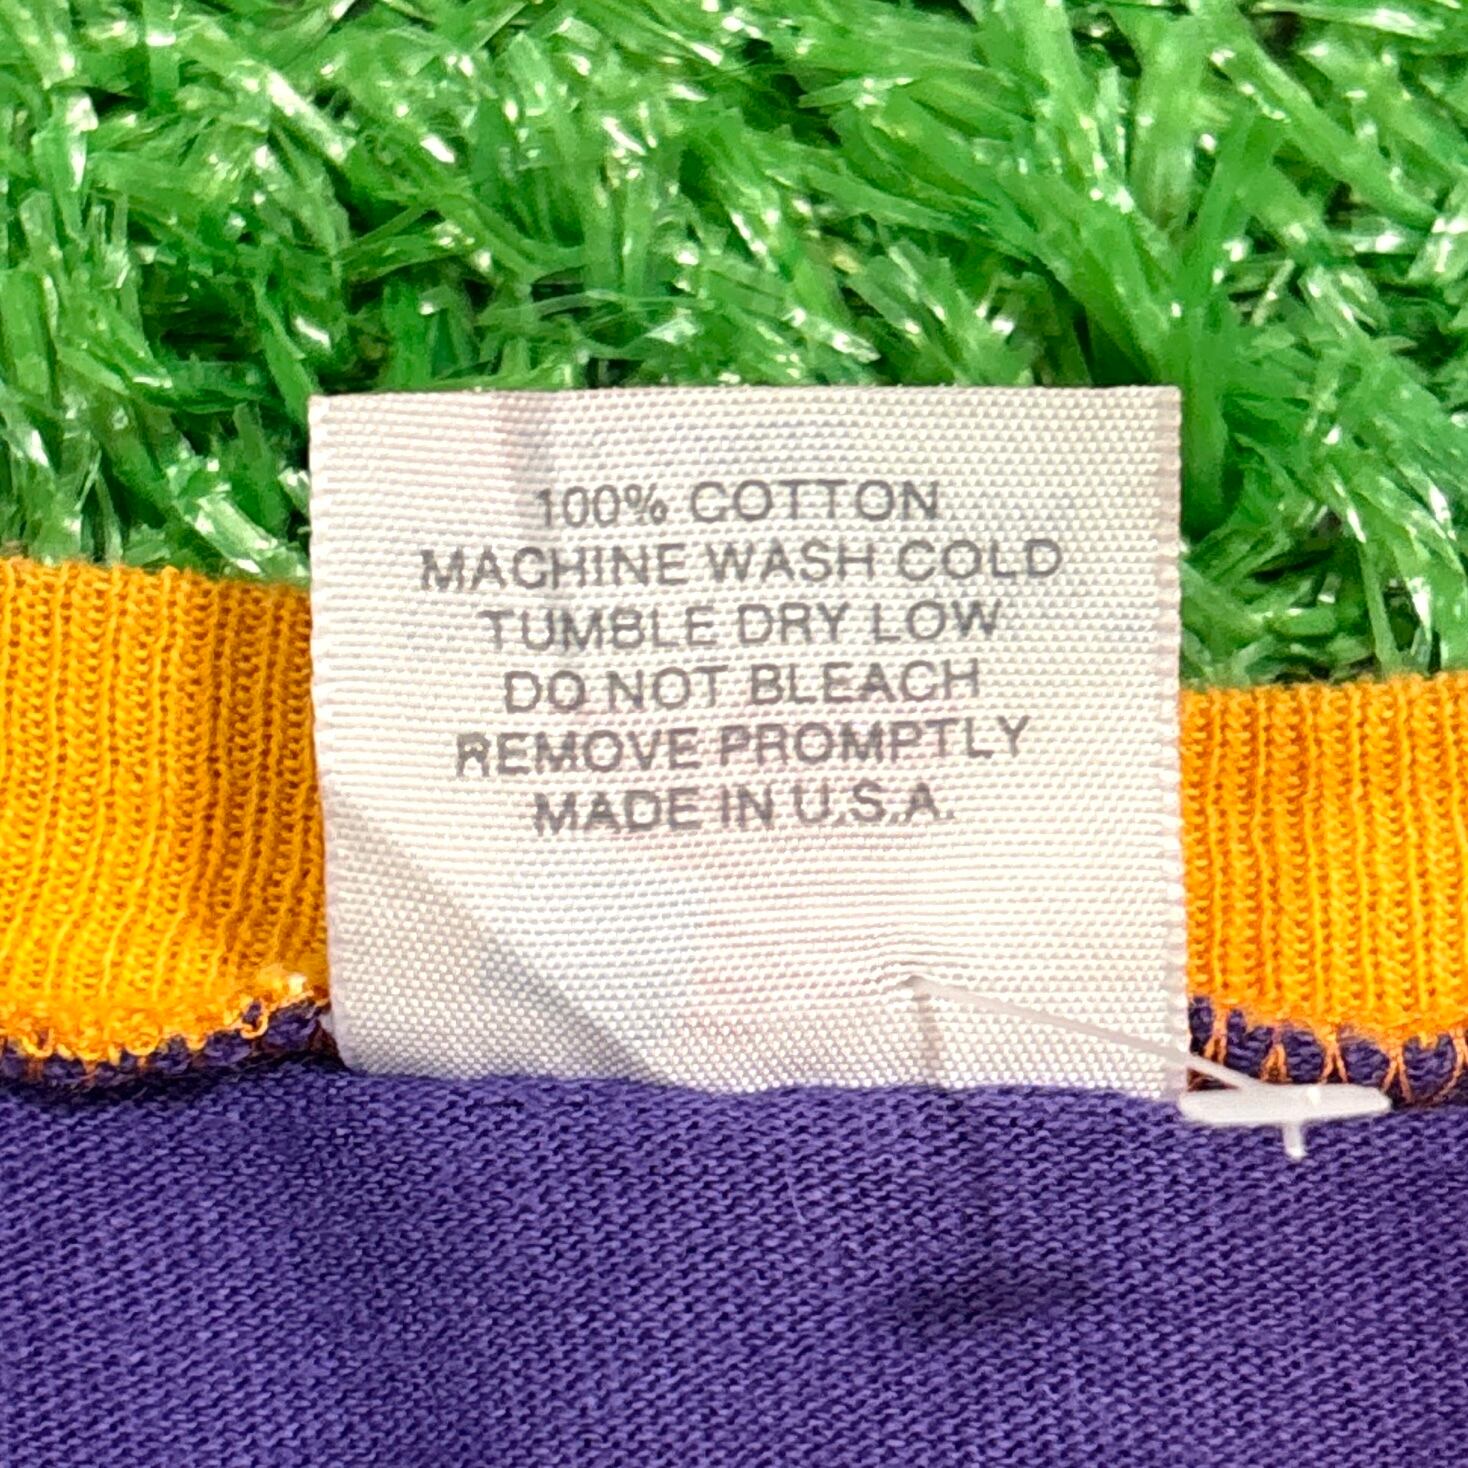 100% COTTON
MACHINE WASH COLD
TUMBLE DRY LOW
DO NOT BLEACH
REMOVE PROMPTLY
MADE IN U.S.A.